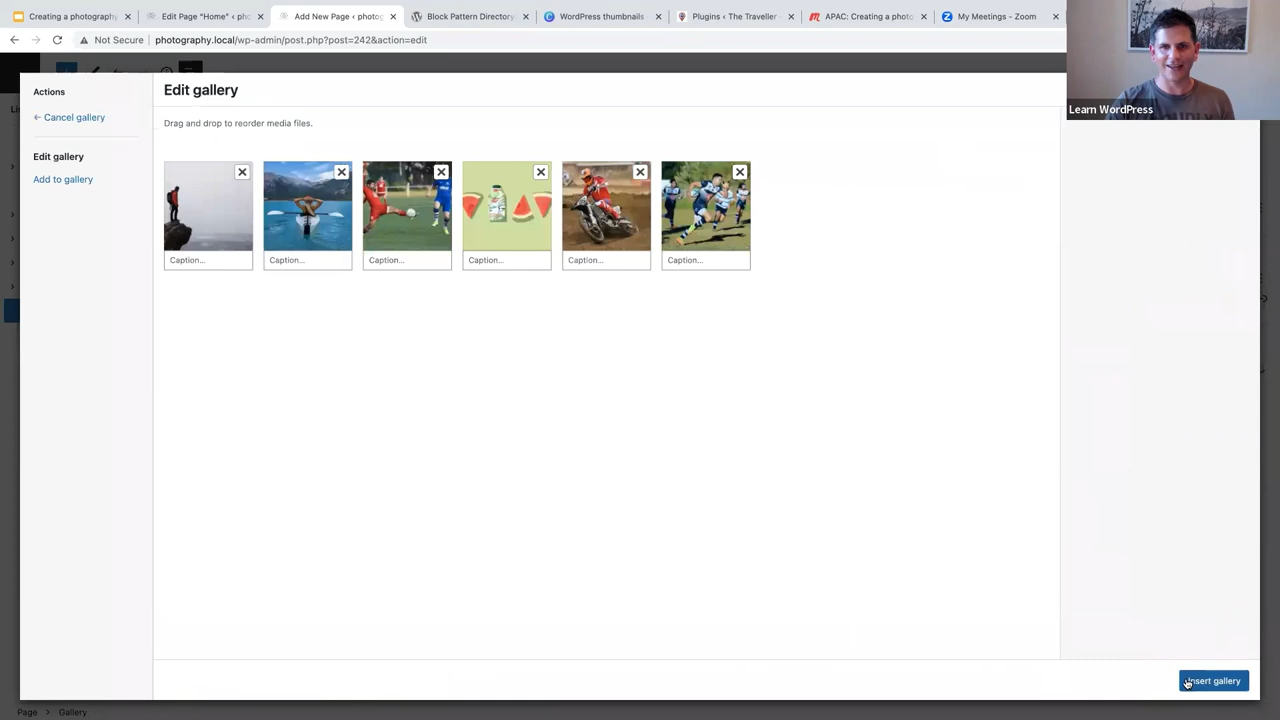 Creating a photography
Edit Page "Home" ‹ pho
Add New Page ‹ photog
Block Pattern Directory
WordPress thumbnails
Plugins ‹ The Traveller
APAC: Creating a photo
My Meetings - Zoom
Not Secure photography.local/wp-admin/post.php?post=242&action=edit
Learn WordPress
Actions
← Cancel gallery
Edit gallery
Add to gallery
Edit gallery
Drag and drop to reorder media files.
Caption... Caption... Caption... Caption... Caption... Caption...
Insert gallery
Page > Gallery